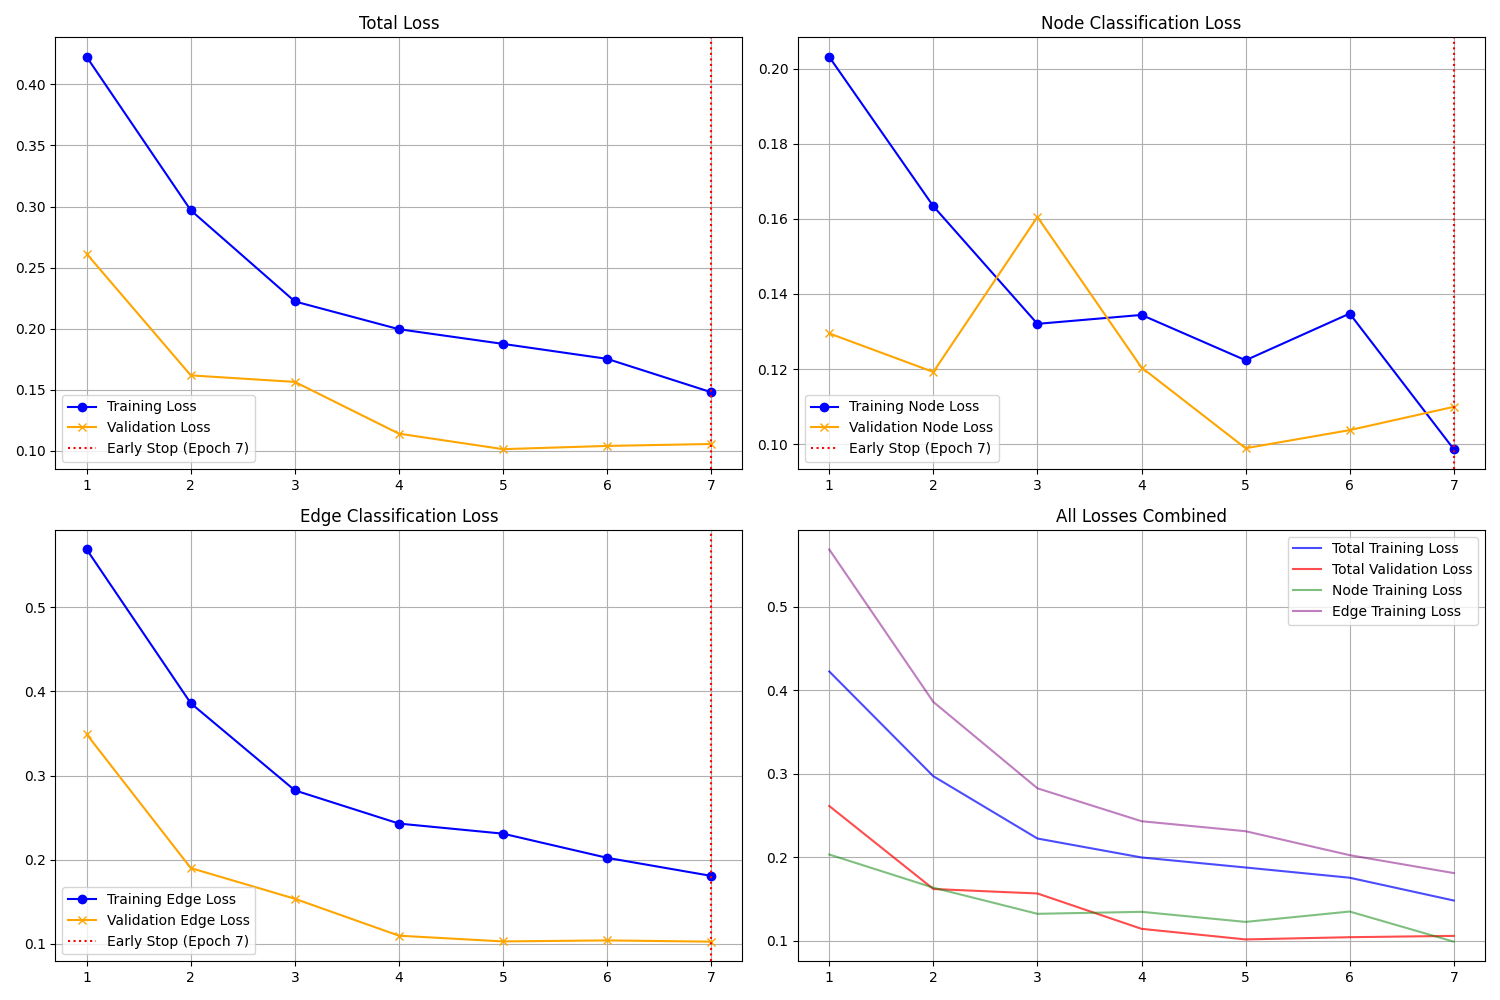 Total Loss
0.40
0.35
0.30
0.25
0.20
0.15
0.10
Training Loss
Validation Loss
Early Stop (Epoch 7)
1 2 3 4 5 6 7
Node Classification Loss
0.20
0.18
0.16
0.14
0.12
0.10
Training Node Loss
Validation Node Loss
Early Stop (Epoch 7)
1 2 3 4 5 6 7
Edge Classification Loss
0.5
0.4
0.3
0.2
0.1
Training Edge Loss
Validation Edge Loss
Early Stop (Epoch 7)
1 2 3 4 5 6 7
All Losses Combined
0.5
0.4
0.3
0.2
0.1
Total Training Loss
Total Validation Loss
Node Training Loss
Edge Training Loss
1 2 3 4 5 6 7